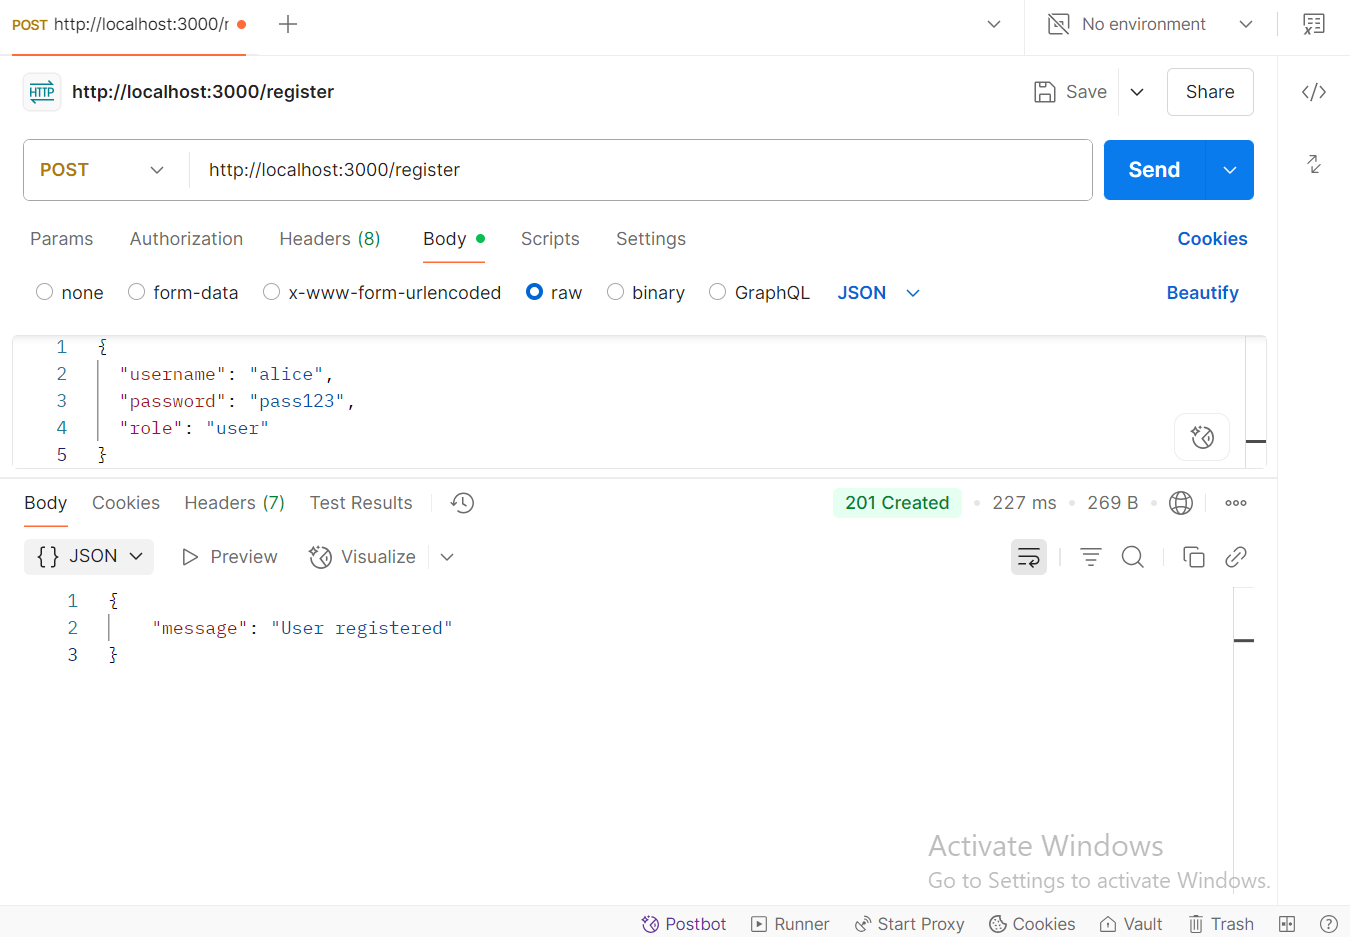 POST http://localhost:3000/r
No environment
HTTP http://localhost:3000/register
Save
Share
POST http://localhost:3000/register
Send
Params Authorization Headers (8) Body Scripts Settings Cookies
none form-data x-www-form-urlencoded raw binary GraphQL JSON Beautify
1 {
2 "username": "alice",
3 "password": "pass123",
4 "role": "user"
5 }
Body Cookies Headers (7) Test Results 201 Created 227 ms 269 B
{} JSON Preview Visualize
1 {
2 "message": "User registered"
3 }
Activate Windows
Go to Settings to activate Windows.
Postbot Runner Start Proxy Cookies Vault Trash